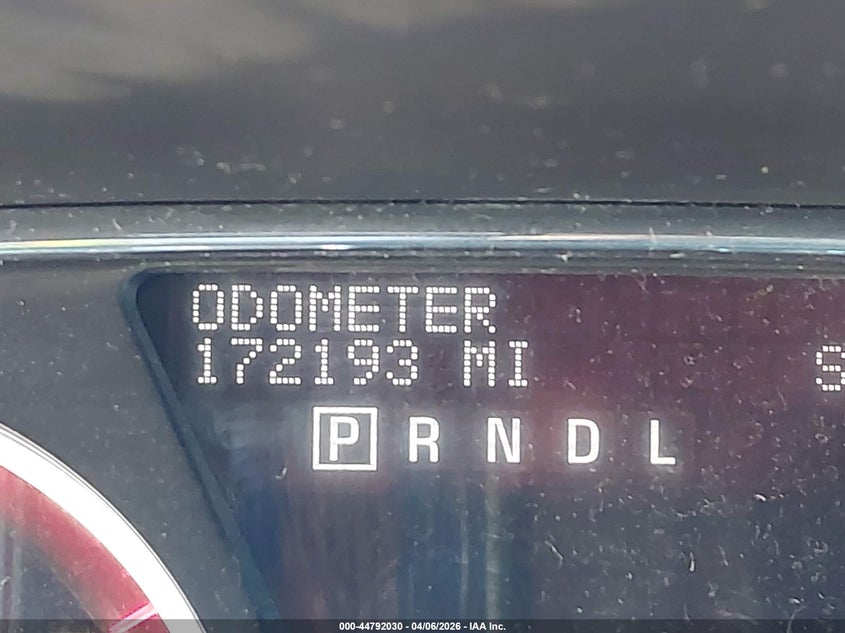 ODOMETER
172193 MI
S
P R N D L
000-44792030 - 04/06/2026 - IAA Inc.